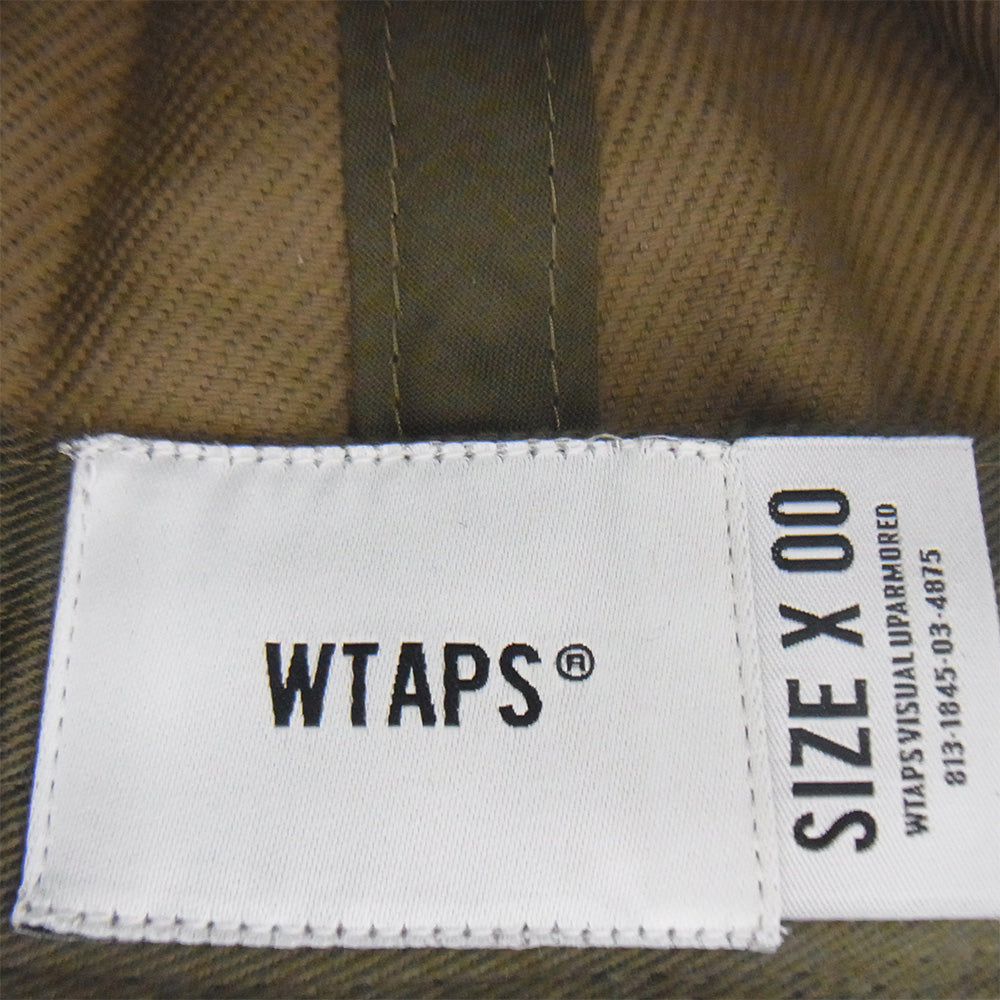 WTAPS®
SIZE X 00
WTAPS VISUAL UPARMORED
813-1845-03-4875